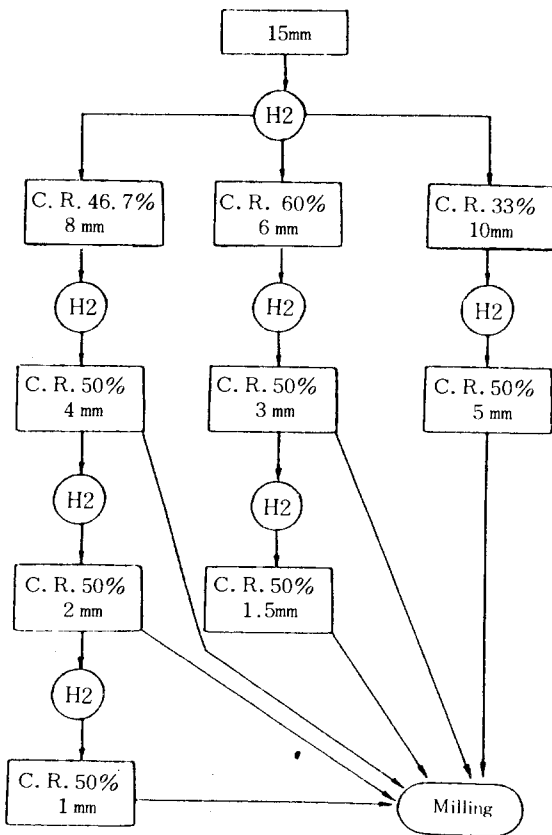 15mm
H2
C. R. 46.7%
8 mm
C. R. 60%
6 mm
C. R. 33%
10mm
H2
H2
H2
C. R. 50%
4 mm
C. R. 50%
3 mm
C. R. 50%
5 mm
H2
H2
C. R. 50%
2 mm
C. R. 50%
1.5mm
H2
C. R. 50%
1 mm
Milling